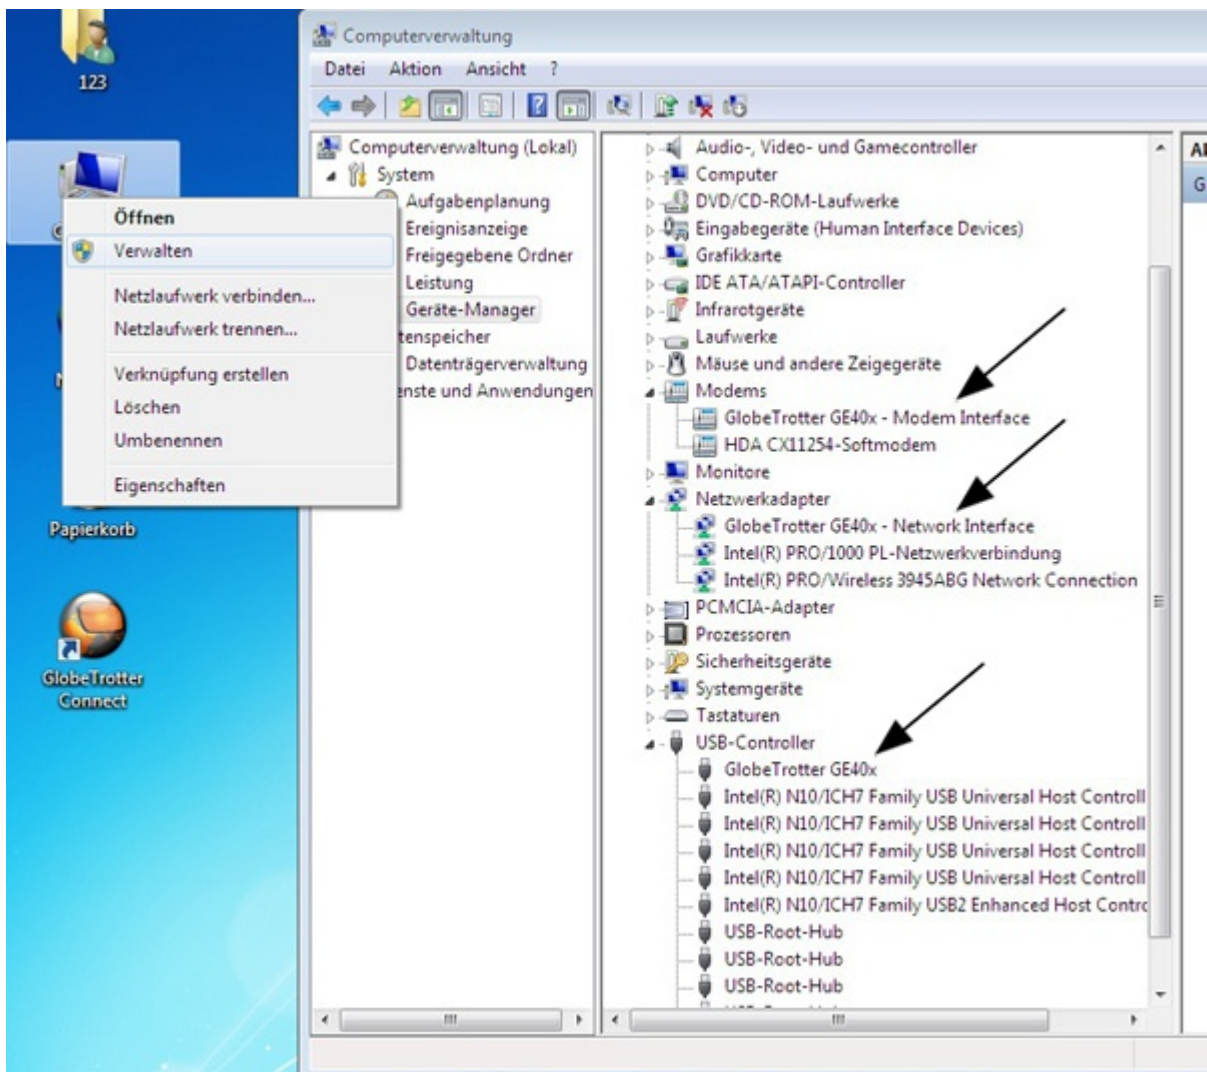 123
Öffnen
Verwalten
Netzlaufwerk verbinden...
Netzlaufwerk trennen...
Verknüpfung erstellen
Löschen
Umbenennen
Eigenschaften
Papierkorb
GlobeTrotter
Connect
Computerverwaltung
Datei Aktion Ansicht ?
Computerverwaltung (Lokal)
System
Aufgabenplanung
Ereignisanzeige
Freigegebene Ordner
Leistung
Geräte-Manager
tenspeicher
Datenträgerverwaltung
enste und Anwendungen
Audio-, Video- und Gamecontroller
Computer
DVD/CD-ROM-Laufwerke
Eingabegeräte (Human Interface Devices)
Grafikkarte
IDE ATA/ATAPI-Controller
Infrarotgeräte
Laufwerke
Mäuse und andere Zeigegeräte
Modems
GlobeTrotter GE40x - Modem Interface
HDA CX11254-Softmodem
Monitore
Netzwerkadapter
GlobeTrotter GE40x - Network Interface
Intel(R) PRO/1000 PL-Netzwerkverbindung
Intel(R) PRO/Wireless 3945ABG Network Connection
PCMCIA-Adapter
Prozessoren
Sicherheitsgeräte
Systemgeräte
Tastaturen
USB-Controller
GlobeTrotter GE40x
Intel(R) N10/ICH7 Family USB Universal Host Controll
Intel(R) N10/ICH7 Family USB Universal Host Controll
Intel(R) N10/ICH7 Family USB Universal Host Controll
Intel(R) N10/ICH7 Family USB Universal Host Controll
Intel(R) N10/ICH7 Family USB2 Enhanced Host Contro
USB-Root-Hub
USB-Root-Hub
USB-Root-Hub